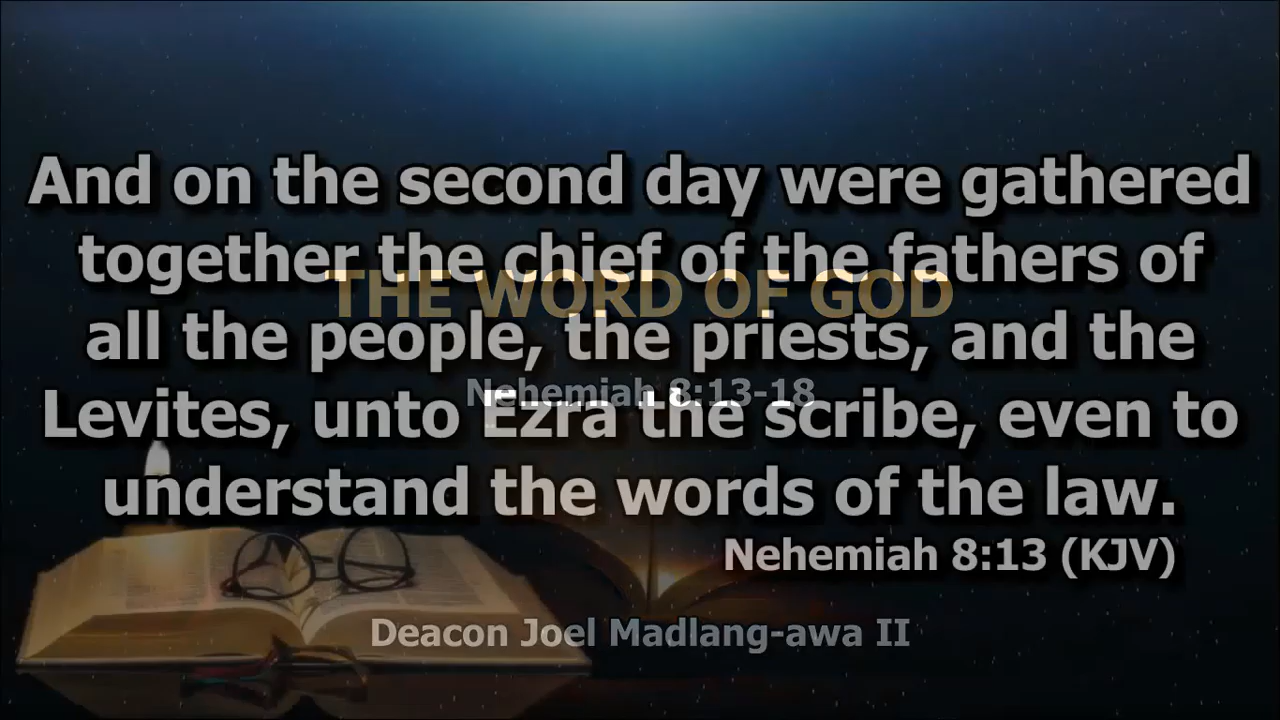 And on the second day were gathered
together the chief of the fathers of
THE WORD OF GOD
all the people, the priests, and the
Nehemiah 8:13-18
Levites, unto Ezra the scribe, even to
understand the words of the law.
Nehemiah 8:13 (KJV)
Deacon Joel Madlang-awa II